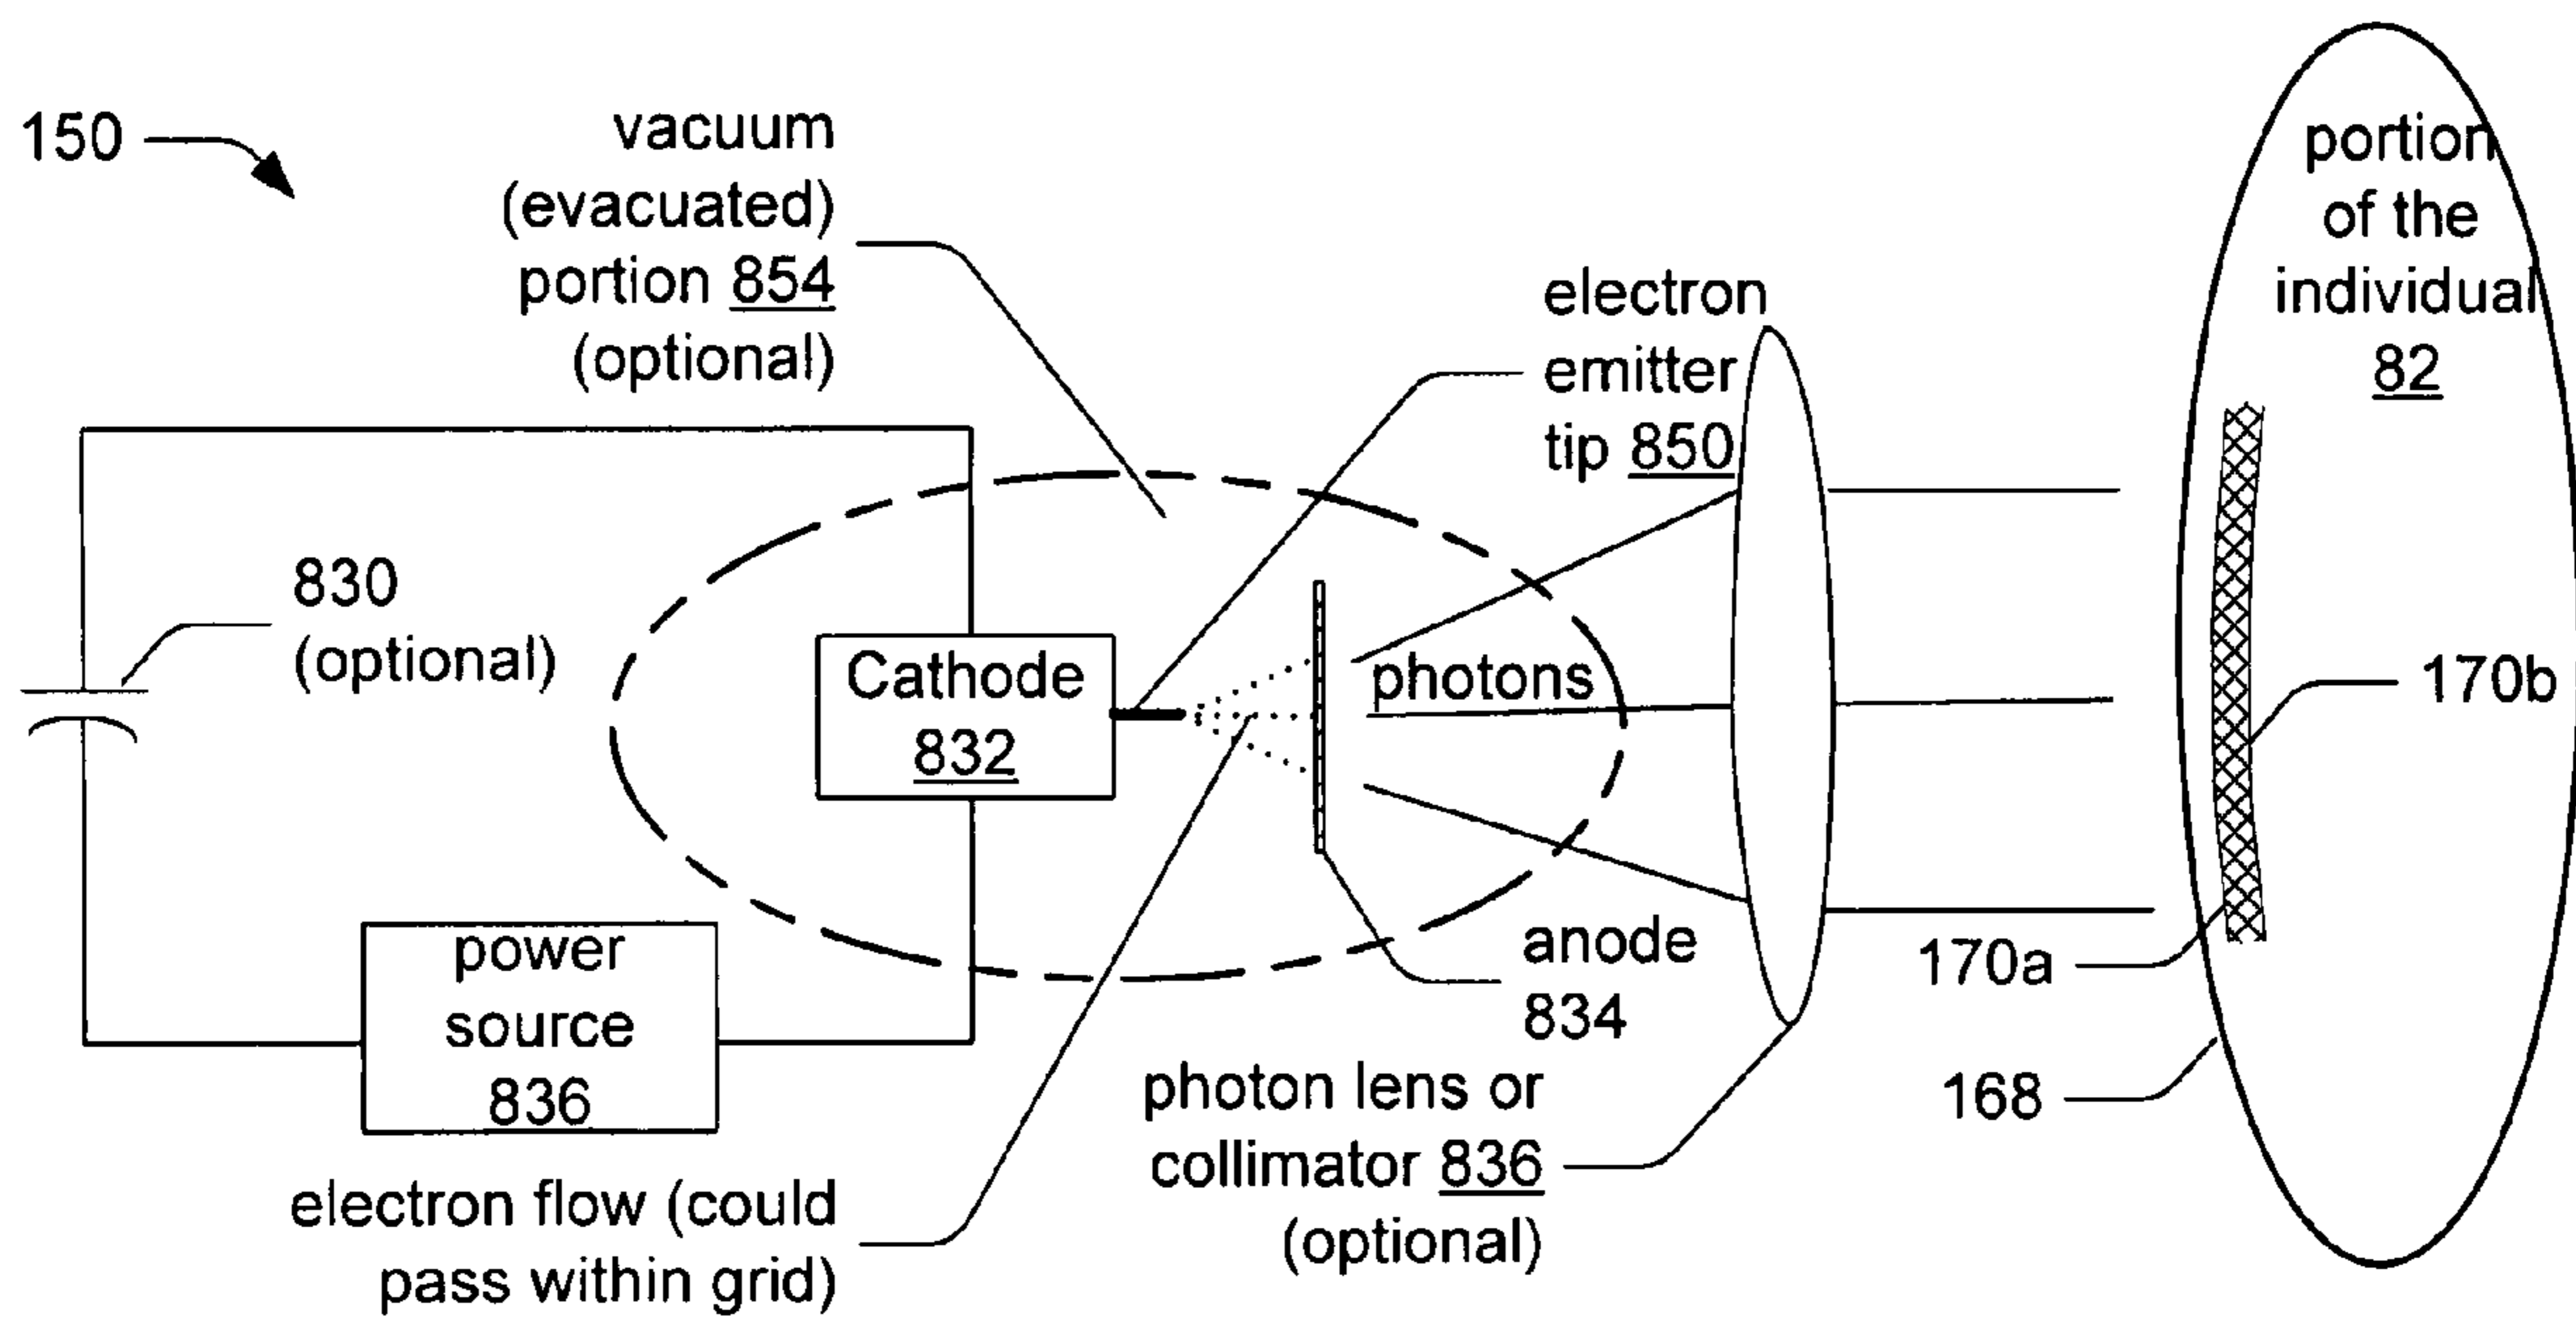 150
vacuum
(evacuated)
portion 854
(optional)
electron
emitter
tip 850
portion
of the
individual
82
830
(optional)
Cathode
832
photons
170b
power
source
836
anode
834
170a
168
photon lens or
collimator 836
(optional)
electron flow (could
pass within grid)